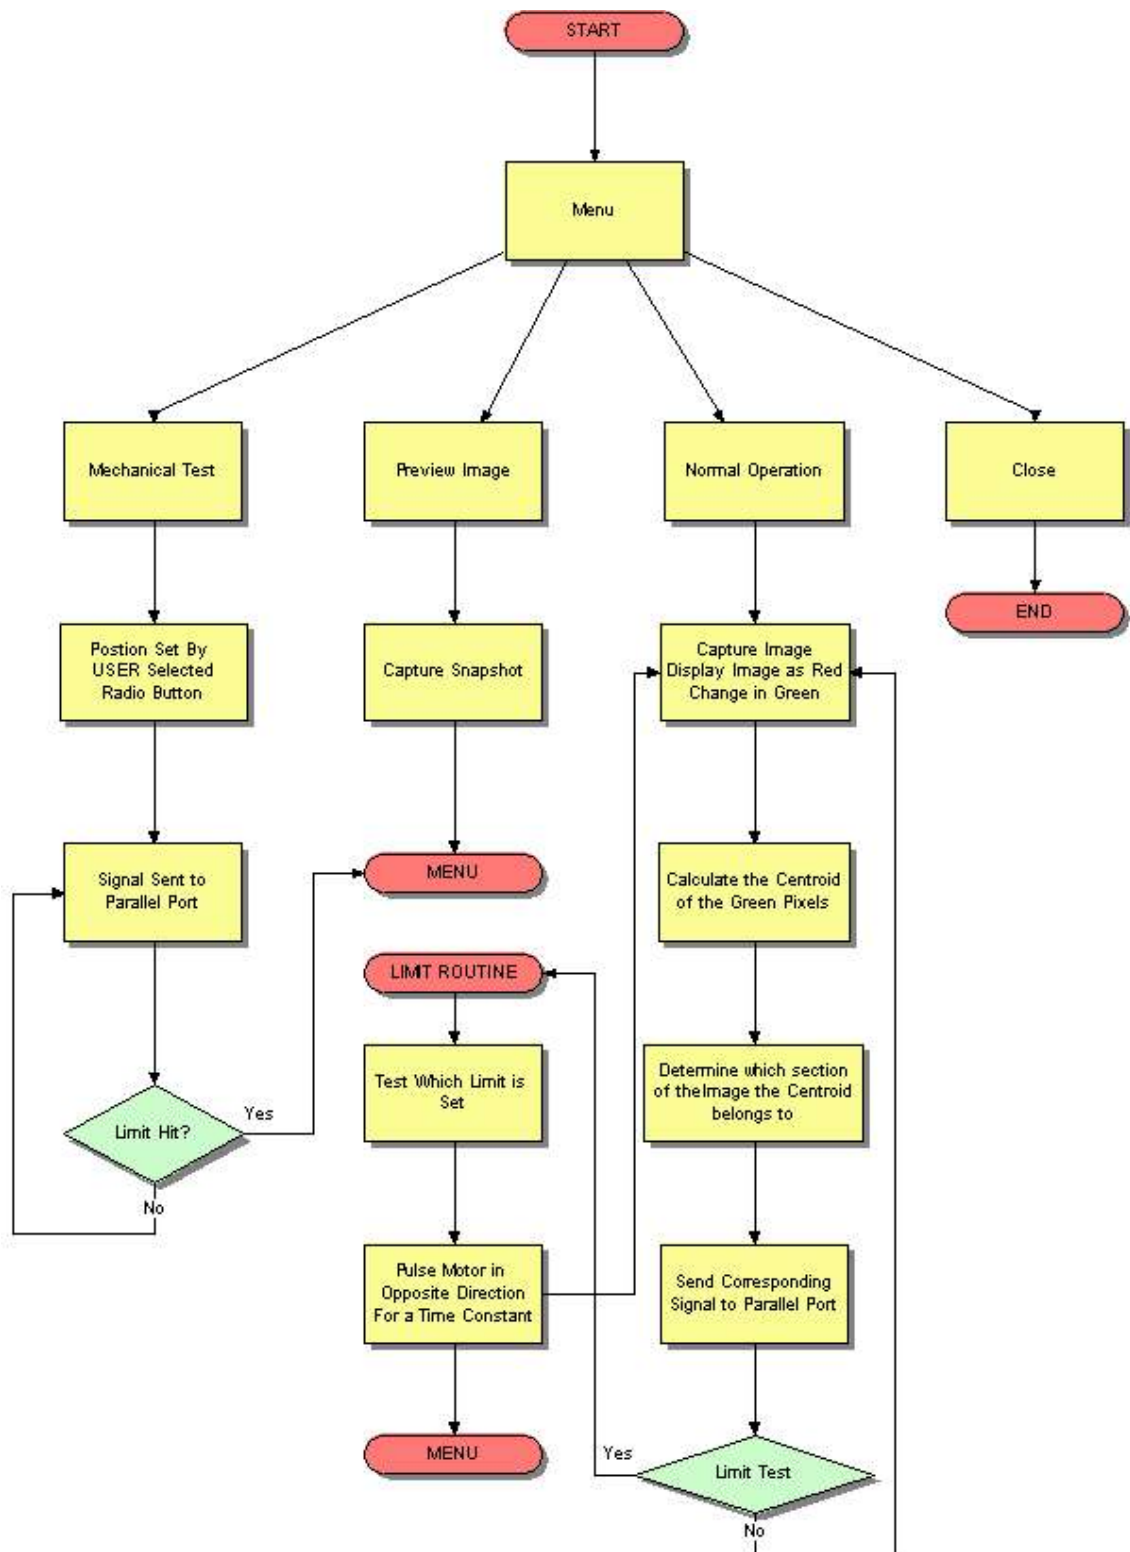 START
Menu
Mechanical Test
Preview Image
Normal Operation
Close
Postion Set By
USER Selected
Radio Button
Capture Snapshot
Capture Image
Display Image as Red
Change in Green
END
Signal Sent to
Parallel Port
MENU
Calculate the Centroid
of the Green Pixels
LIMIT ROUTINE
Test Which Limit is
Set
Determine which section
of the Image the Centroid
belongs to
Limit Hit?
Yes
No
Pulse Motor in
Opposite Direction
For a Time Constant
Send Corresponding
Signal to Parallel Port
MENU
Yes
Limit Test
No